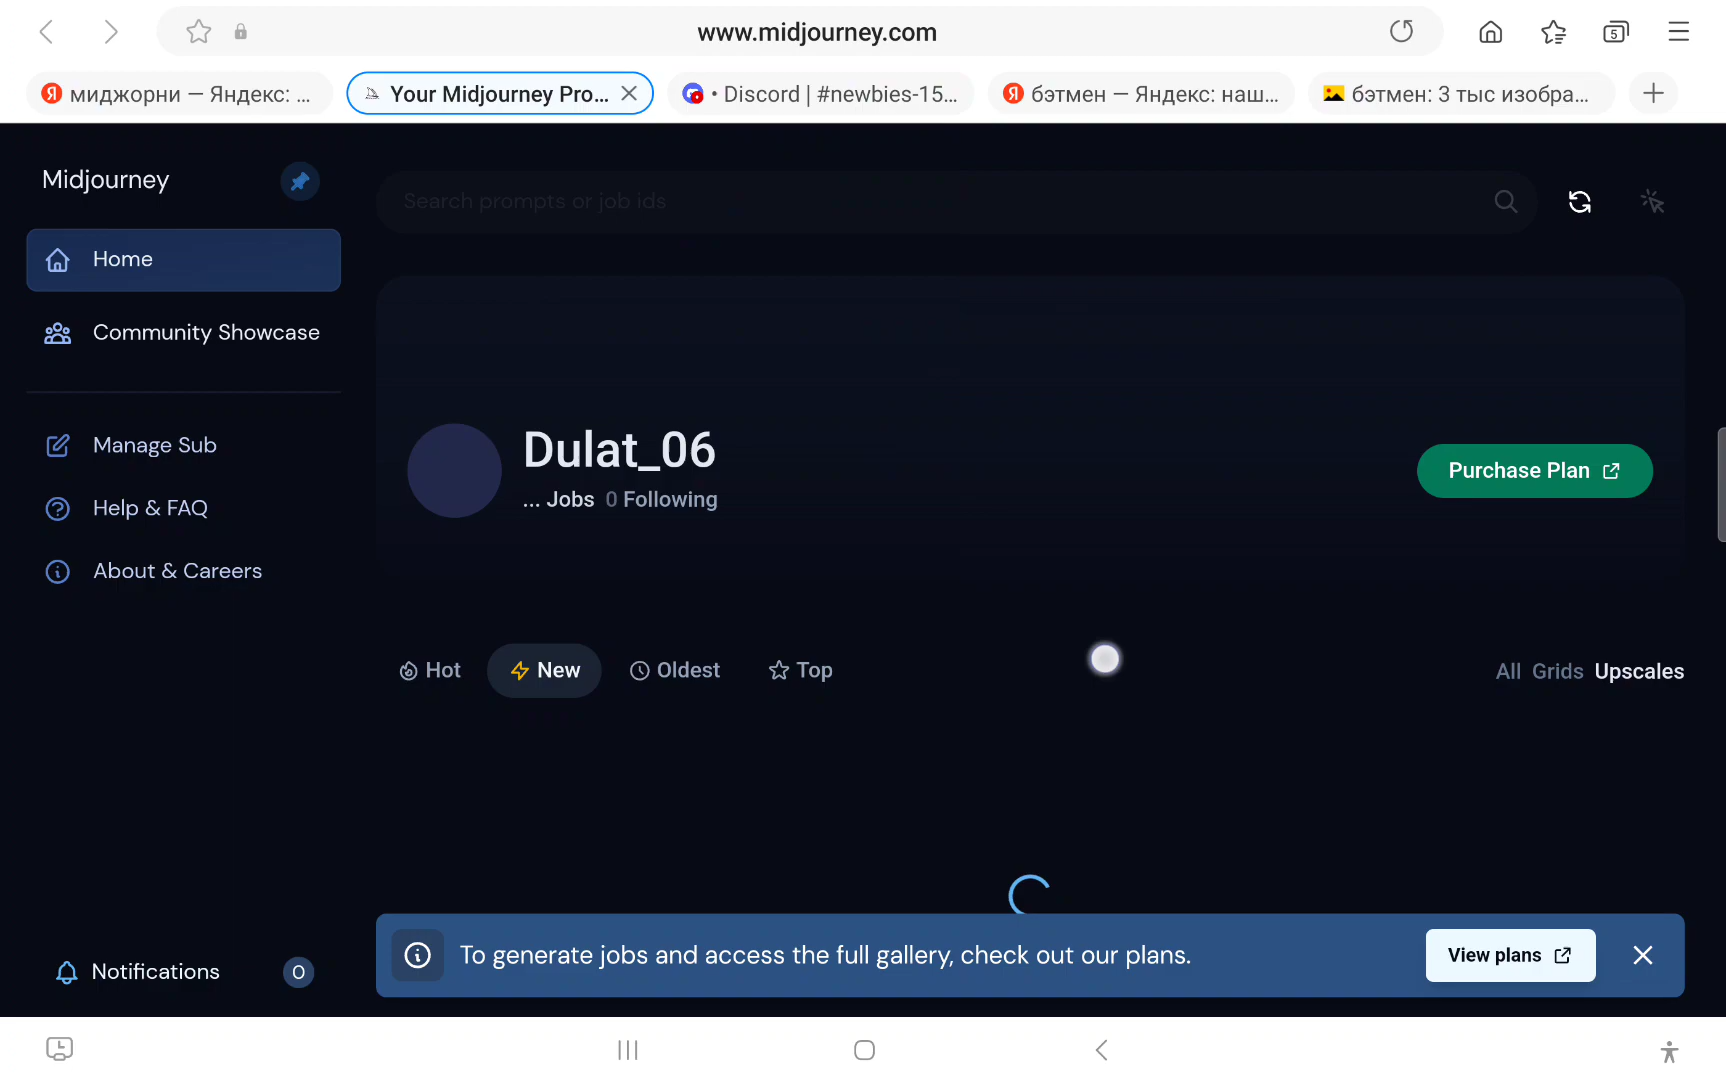 www.midjourney.com
5
миджорни — Яндекс: ...
Your Midjourney Pro...
• Discord | #newbies-15...
бэтмен — Яндекс: наш...
бэтмен: 3 тыс изобра...
Midjourney
Search prompts or job ids
Home
Community Showcase
Manage Sub
Help & FAQ
About & Careers
Dulat_06
... Jobs 0 Following
Purchase Plan
Hot
New
Oldest
Top
All Grids Upscales
To generate jobs and access the full gallery, check out our plans.
View plans
Notifications
0